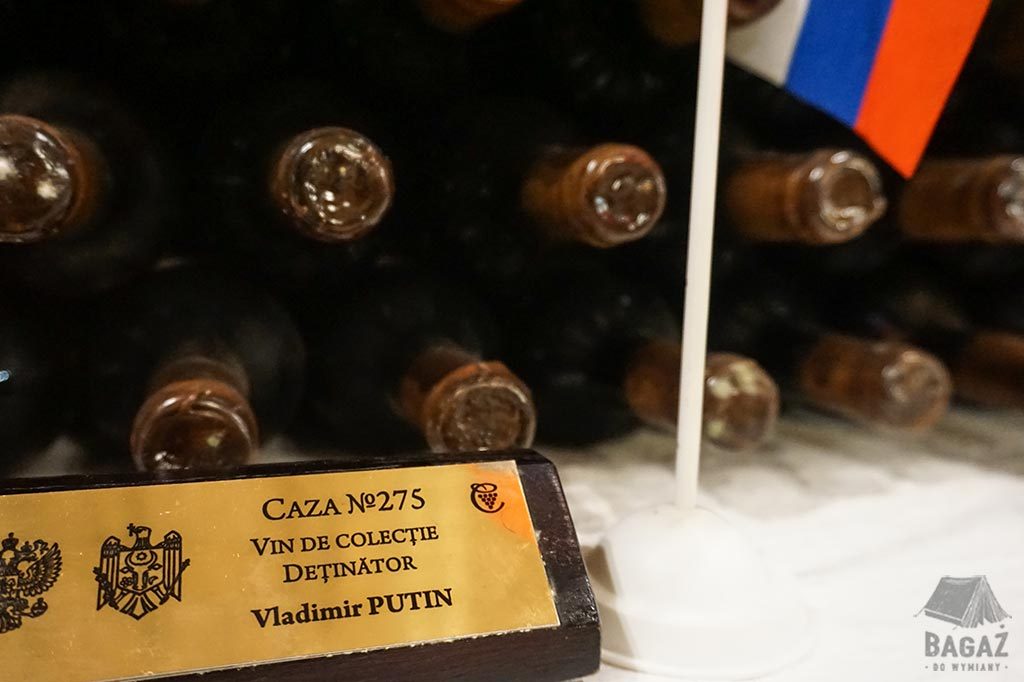 CAZA №275
VIN DE COLECȚIE
DEȚINĂTOR
Vladimir PUTIN
BAGAŻ
· DO WYMIANY ·